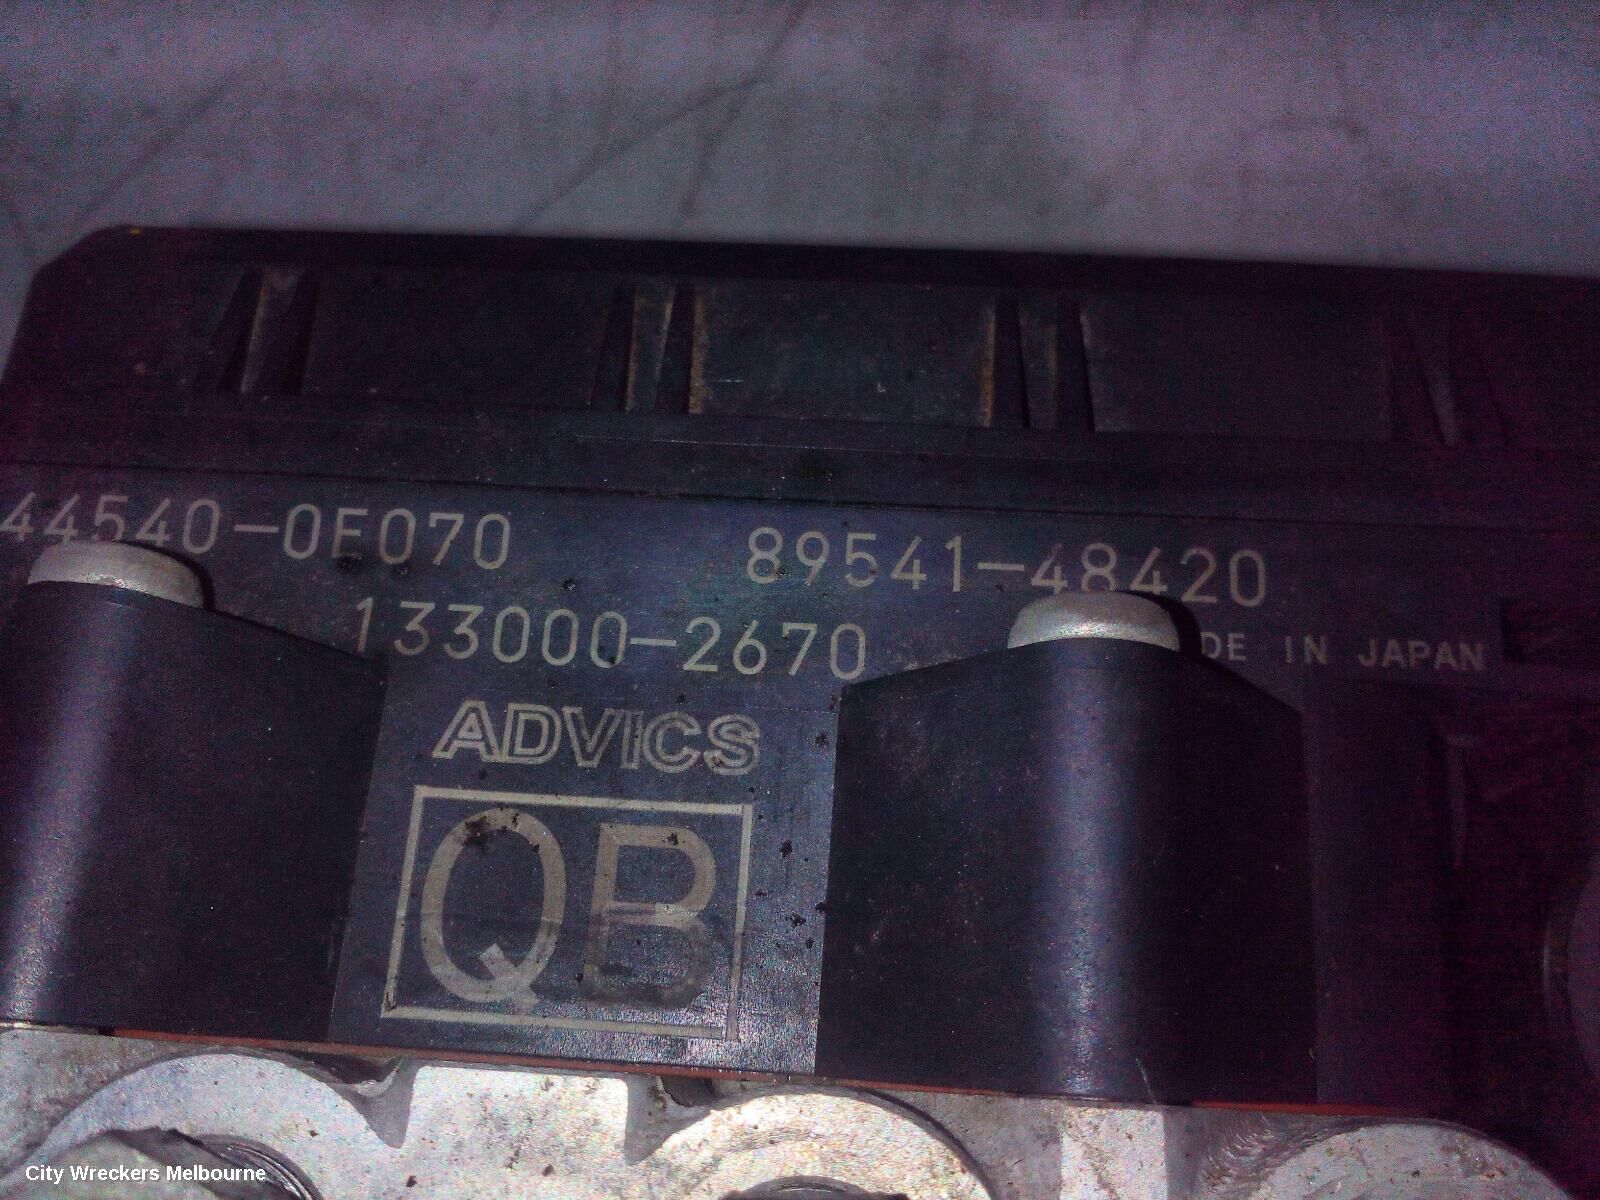 44540-0E070
89541-48420
133000-2670
DE IN JAPAN
ADVICS
QB
City Wreckers Melbourne